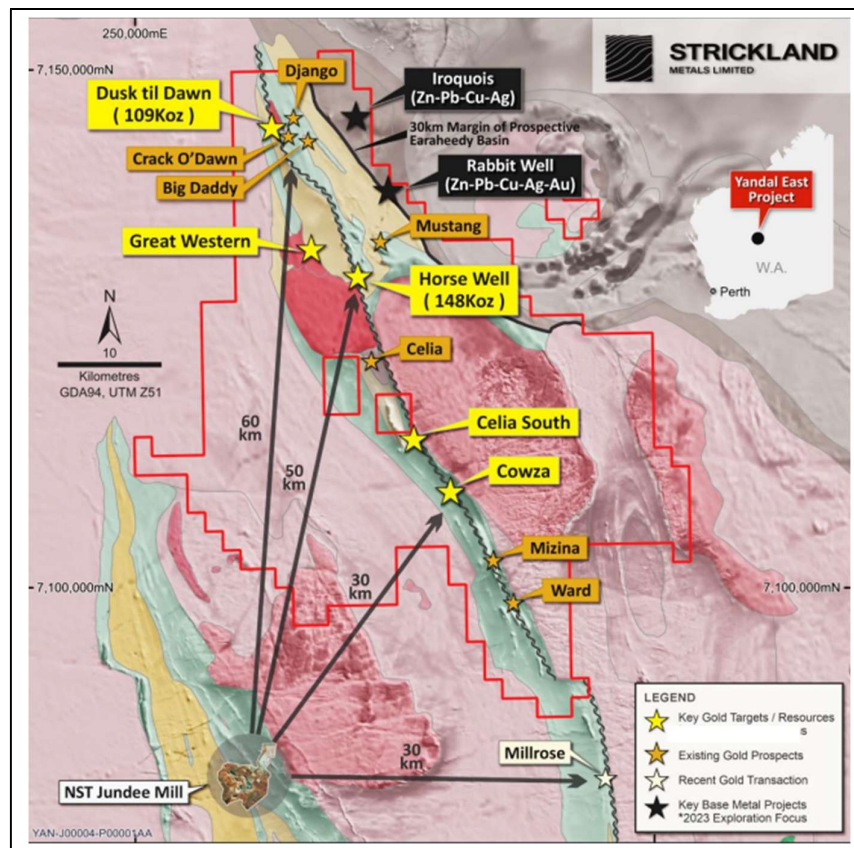 250,000mE
7,150,000mN
STRICKLAND
METALS LIMITED
Django
Iroquois
(Zn-Pb-Cu-Ag)
Dusk til Dawn
( 109Koz )
30km Margin of Prospective
Earaheedy Basin
Crack O'Dawn
Rabbit Well
(Zn-Pb-Cu-Ag-Au)
Big Daddy
Yandal East
Project
Mustang
Great Western
W.A.
Perth
Horse Well
( 148Koz )
N
10
Kilometres
GDA94, UTM Z51
Celia
60
km
Celia South
50
km
Cowza
Mizina
30
km
7,100,000mN
7,100,000mN
Ward
LEGEND
Key Gold Targets / Resources
s
Existing Gold Prospects
Recent Gold Transaction
Key Base Metal Projects
*2023 Exploration Focus
30
km
Millrose
NST Jundee Mill
YAN-J00004-P00001AA